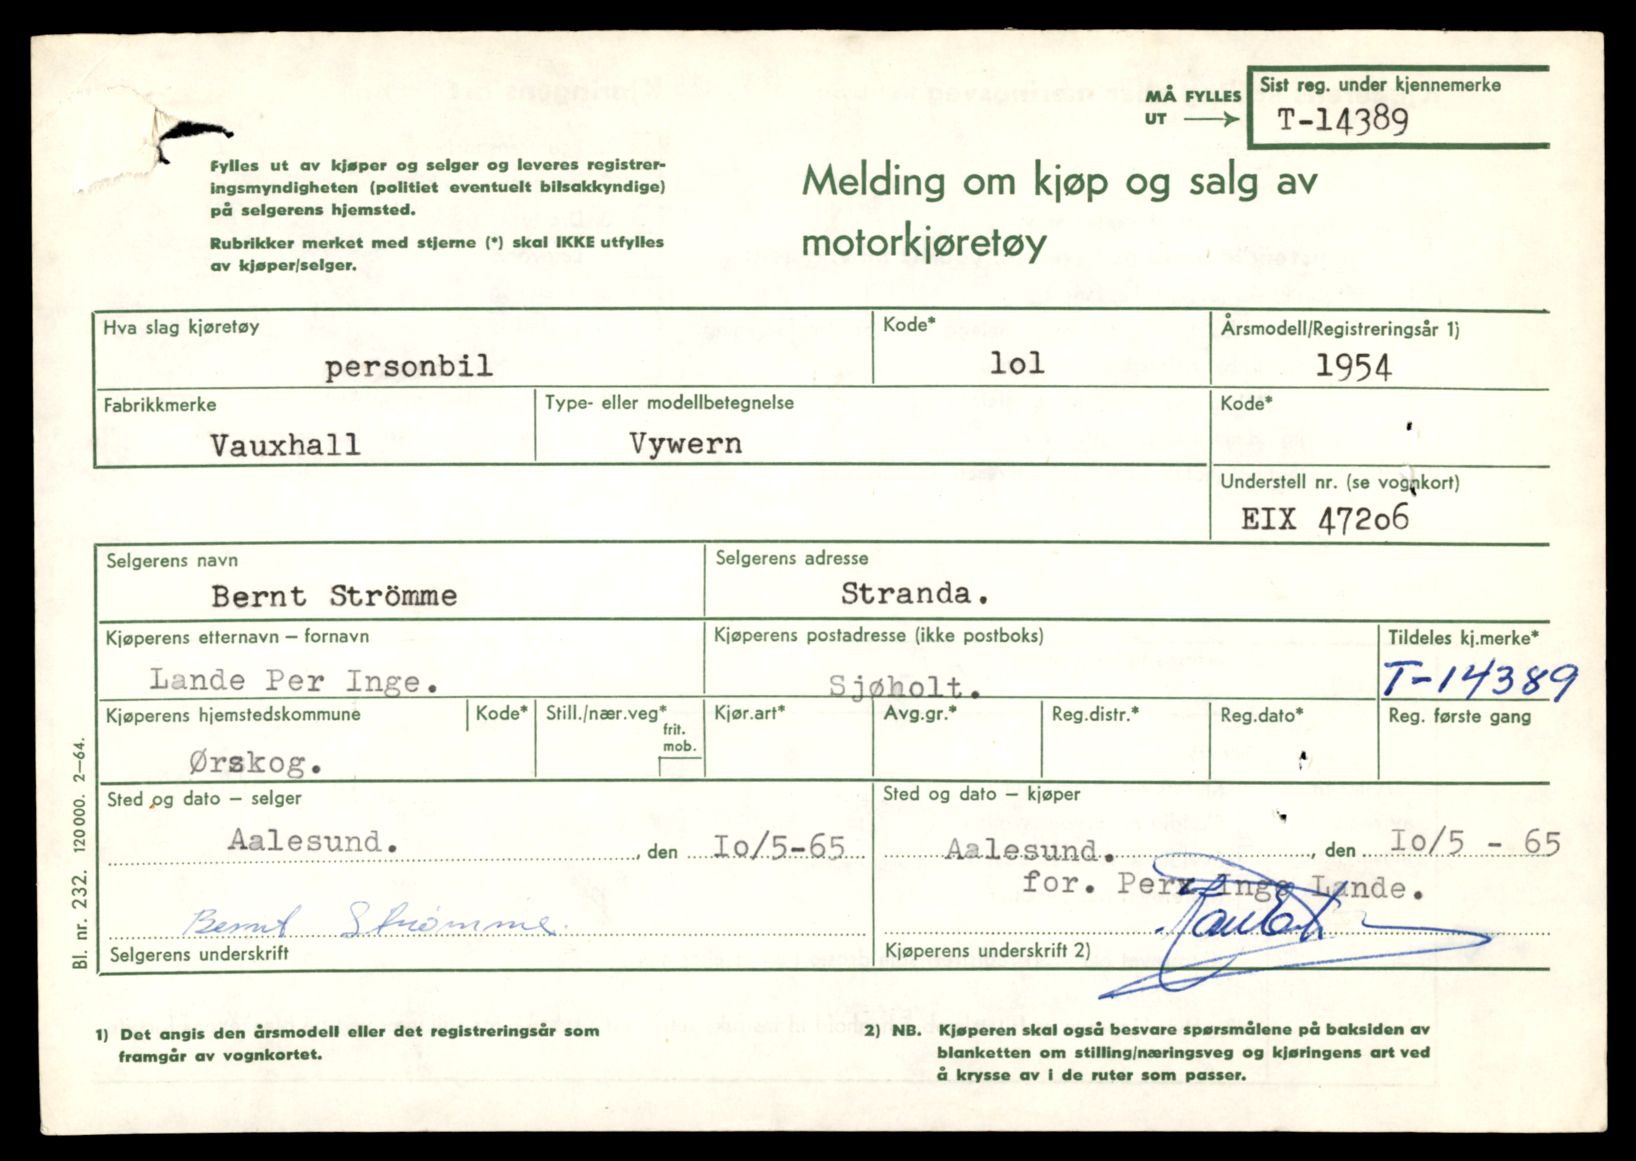 MÅ FYLLES UT
Sist reg. under kjennemerke
T-14389
Fylles ut av kjøper og selger og leveres registrer-
ingsmyndigheten (politiet eventuelt bilsakkyndige)
på selgerens hjemsted.
Rubrikker merket med stjerne (*) skal IKKE utfylles
av kjøper/selger.
Melding om kjøp og salg av
motorkjøretøy
Hva slag kjøretøy
personbil
Kode*
lol
Årsmodell/Registreringsår 1)
1954
Fabrikkmerke
Vauxhall
Type- eller modellbetegnelse
Vywern
Kode*
Understell nr. (se vognkort)
EIX 472o6
Selgerens navn
Bernt Strömme
Selgerens adresse
Stranda.
Kjøperens etternavn – fornavn
Lande Per Inge.
Kjøperens postadresse (ikke postboks)
Sjøholt.
Tildeles kj.merke*
T-14389
Kjøperens hjemstedskommune
Ørskog.
Kode*
Still./nær.veg*
frit.
mob.
Kjør.art*
Avg.gr.*
Reg.distr.*
Reg.dato*
Reg. første gang
Sted og dato – selger
Aalesund. , den Io/5-65
Sted og dato – kjøper
Aalesund. , den Io/5 - 65
for. Perx Inge Lande.
Bernt Strømme.
Selgerens underskrift
Kjøperens underskrift 2)
Bl. nr. 232. 120 000. 2–64.
1) Det angis den årsmodell eller det registreringsår som
framgår av vognkortet.
2) NB. Kjøperen skal også besvare spørsmålene på baksiden av
blanketten om stilling/næringsveg og kjøringens art ved
å krysse av i de ruter som passer.